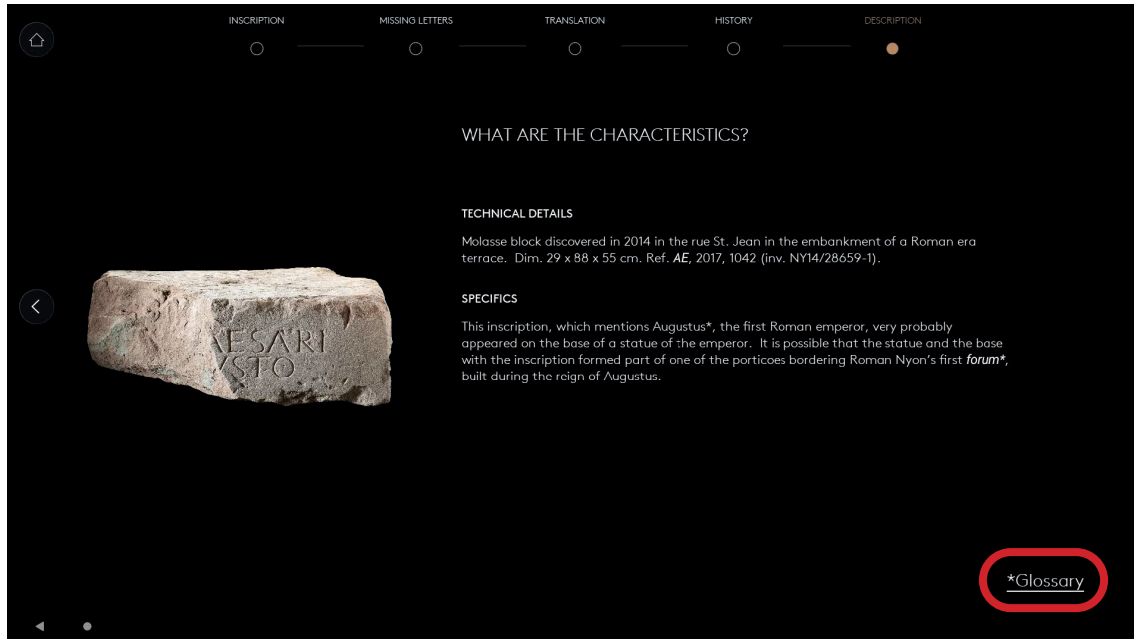 INSCRIPTION MISSING LETTERS TRANSLATION HISTORY DESCRIPTION
WHAT ARE THE CHARACTERISTICS?
TECHNICAL DETAILS
Molasse block discovered in 2014 in the rue St. Jean in the embankment of a Roman era
terrace. Dim. 29 x 88 x 55 cm. Ref. AE, 2017, 1042 (inv. NY14/28659-1).
SPECIFICS
This inscription, which mentions Augustus*, the first Roman emperor, very probably
appeared on the base of a statue of the emperor. It is possible that the statue and the base
with the inscription formed part of one of the porticoes bordering Roman Nyon's first forum*,
built during the reign of Augustus.
AESARI
VSTO
*Glossary